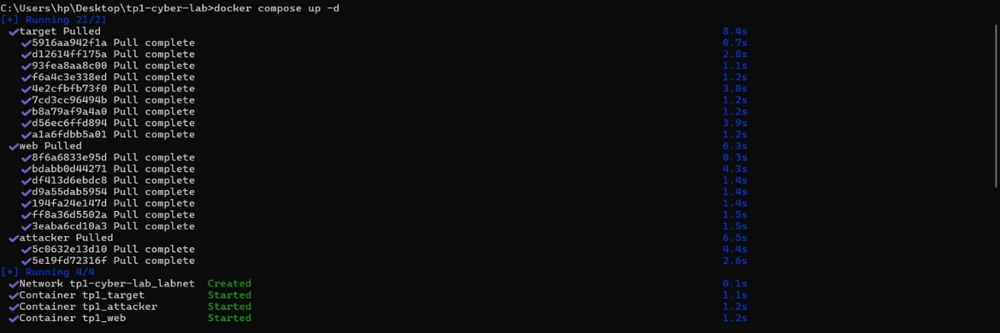 C:\Users\hp\Desktop\tp1-cyber-lab>docker compose up -d
[+] Running 21/21
✔target Pulled 8.4s
✔5916aa942f1a Pull complete 0.7s
✔d12614ff175a Pull complete 2.8s
✔93fea8aa8c00 Pull complete 1.1s
✔f6a4c3e338ed Pull complete 1.2s
✔4e2cfbfb73f0 Pull complete 3.8s
✔7cd3cc96494b Pull complete 1.2s
✔b8a79af9a4a0 Pull complete 1.2s
✔d56ec6ffd894 Pull complete 3.9s
✔a1a6fdbb5a01 Pull complete 1.2s
✔web Pulled 6.3s
✔8f6a6833e95d Pull complete 0.3s
✔bdabb0d44271 Pull complete 4.3s
✔df413d6ebdc8 Pull complete 1.4s
✔d9a55dab5954 Pull complete 1.4s
✔194fa24e147d Pull complete 1.4s
✔ff8a36d5502a Pull complete 1.5s
✔3eaba6cd10a3 Pull complete 1.5s
✔attacker Pulled 6.5s
✔5c0632e13d10 Pull complete 4.4s
✔5e19fd72316f Pull complete 2.6s
[+] Running 4/4
✔Network tp1-cyber-lab_labnet Created 0.1s
✔Container tp1_target Started 1.1s
✔Container tp1_attacker Started 1.2s
✔Container tp1_web Started 1.2s